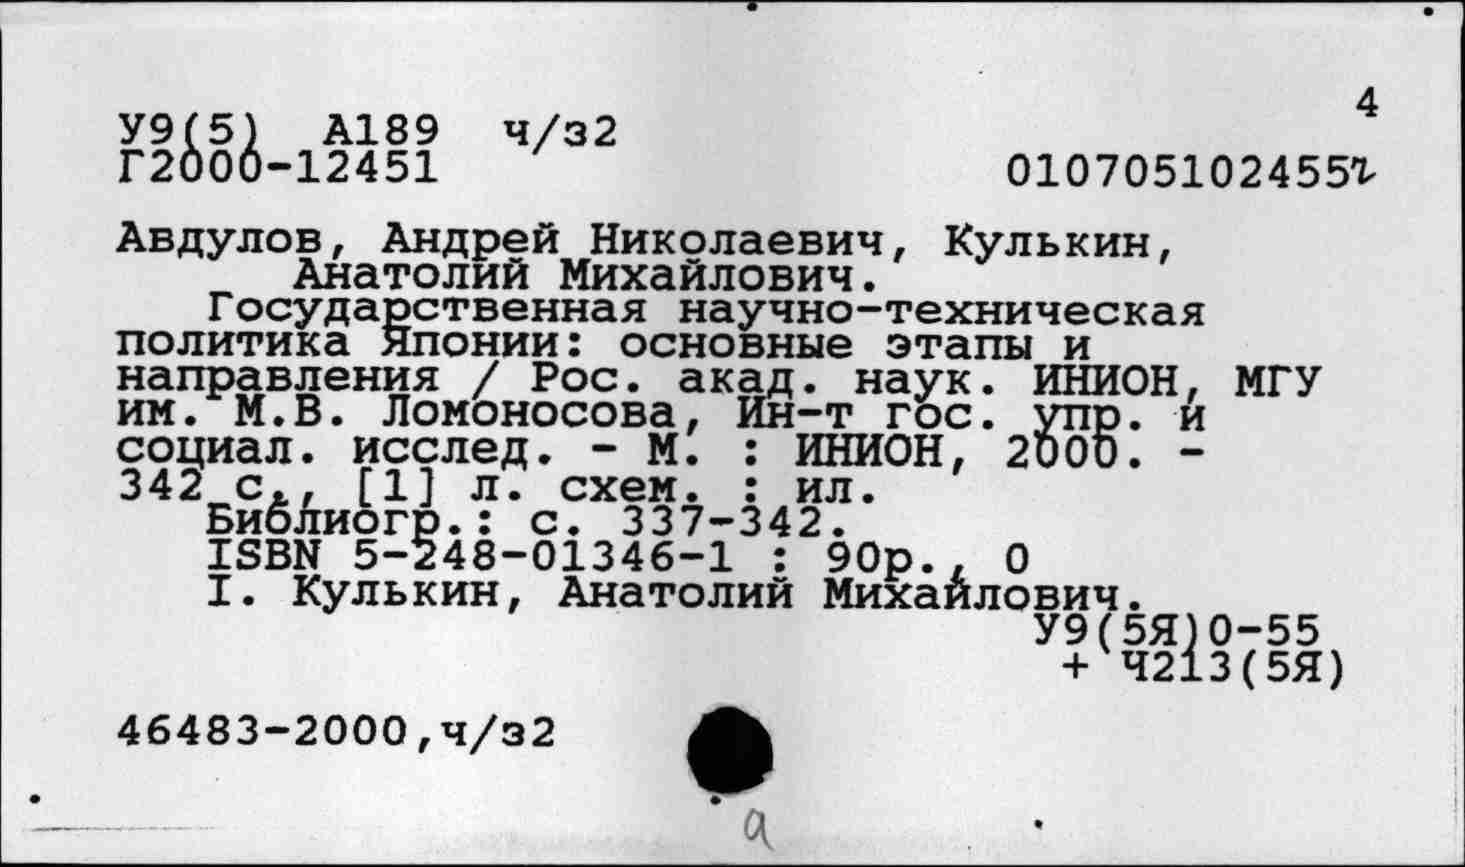 4
У9(5) А189 ч/з2
Г2000-12451
010705102455
Авдулов, Андрей Николаевич, Кулькин,
Анатолий Михайлович.
Государственная научно-техническая
политика Японии: основные этапы и
направления / Рос. акад. наук. ИНИОН, МГУ
им. М.В. Ломоносова, Ин-т гос. упр. и
социал. исслед. - М. : ИНИОН, 2000. -
342 с., [1] л. схем. : ил.
Библиогр.: с. 337-342.
ISBN 5-248-01346-1 : 90р., 0
I. Кулькин, Анатолий Михайлович.
У9(5Я)0-55
+ Ч213(5Я)
46483-2000,ч/з2
а